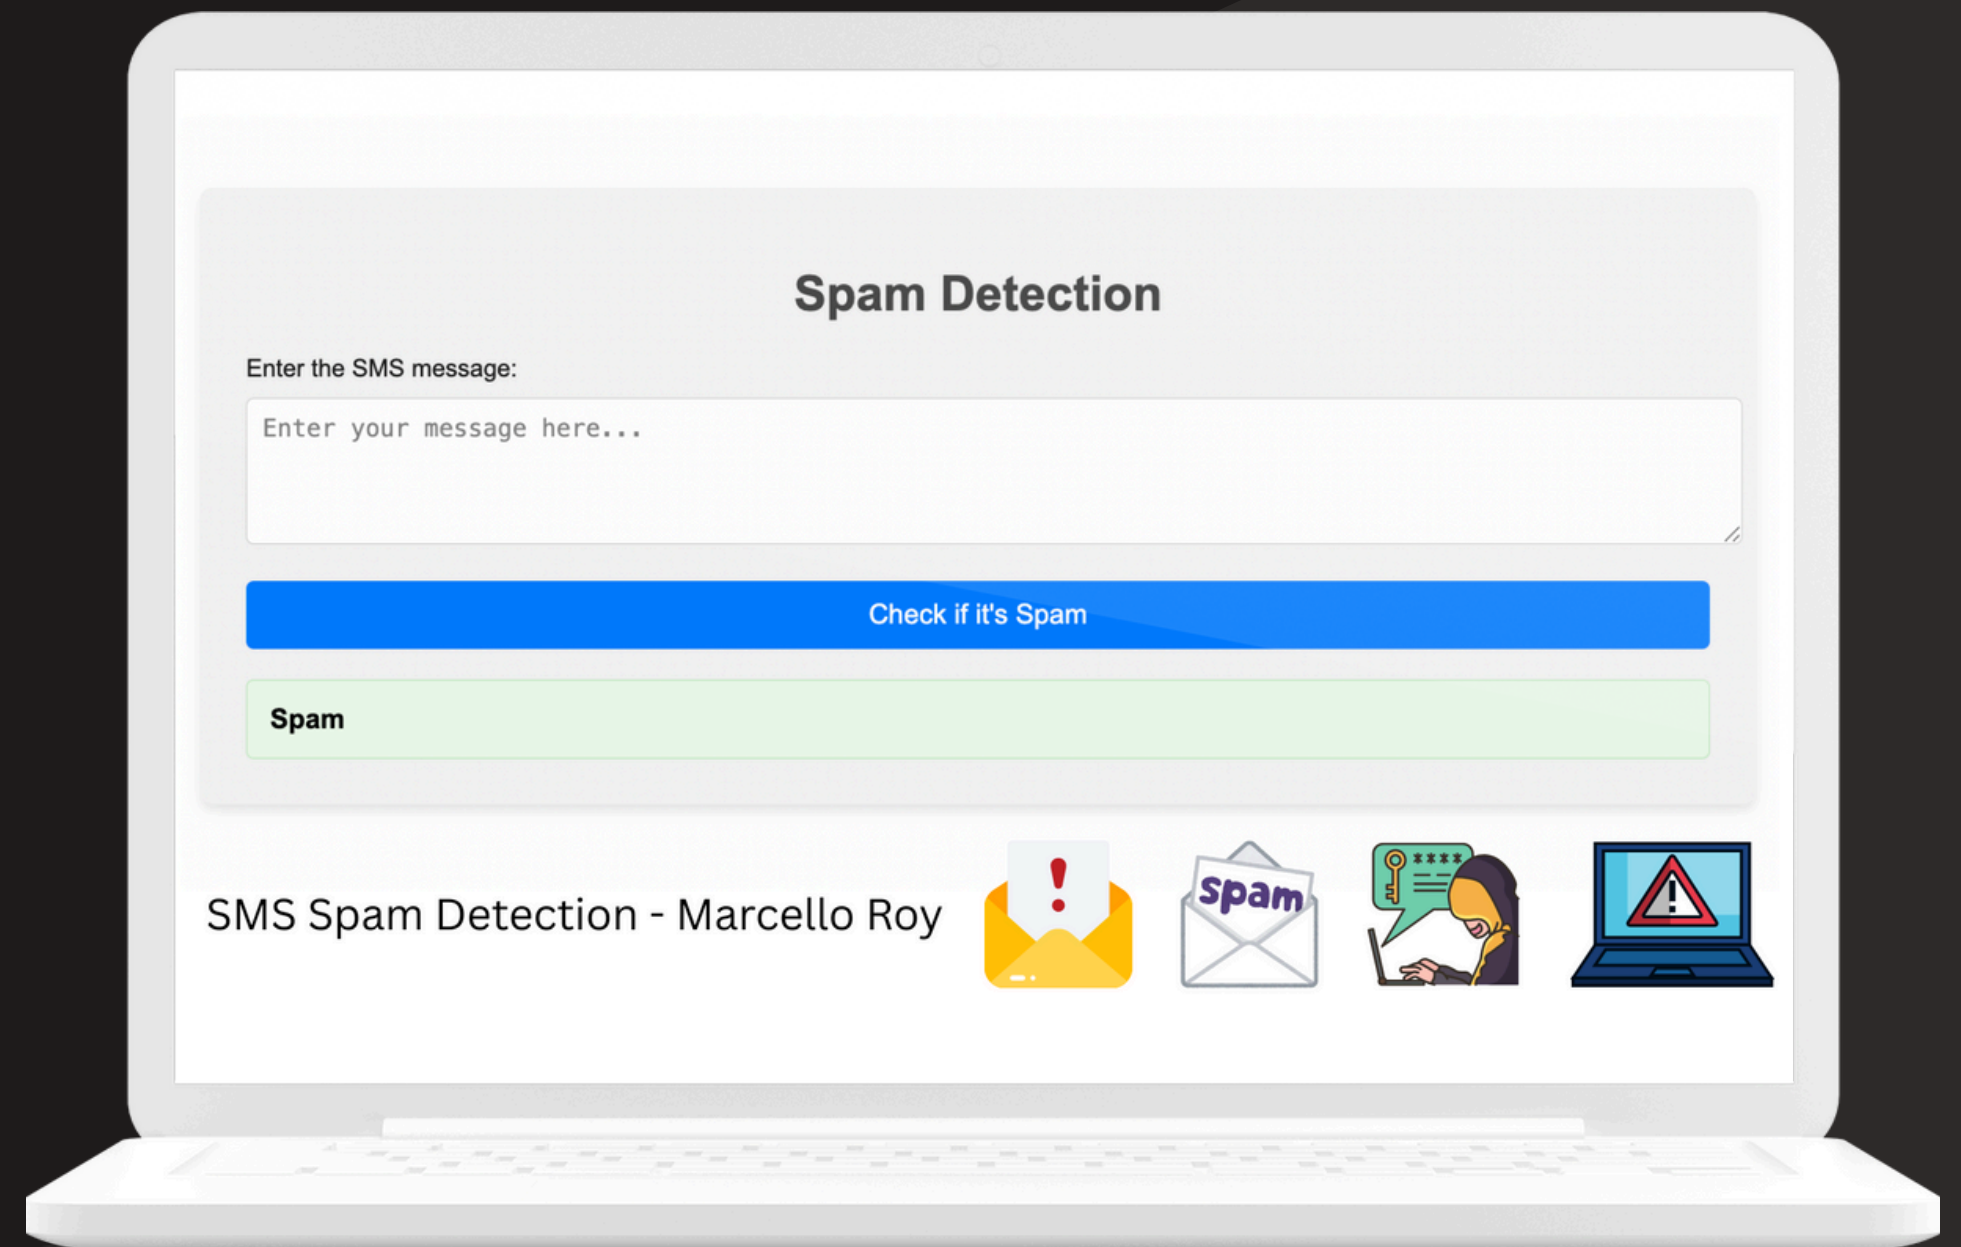 Spam Detection
Enter the SMS message:
Enter your message here...
Check if it's Spam
Spam
SMS Spam Detection - Marcello Roy
spam
****